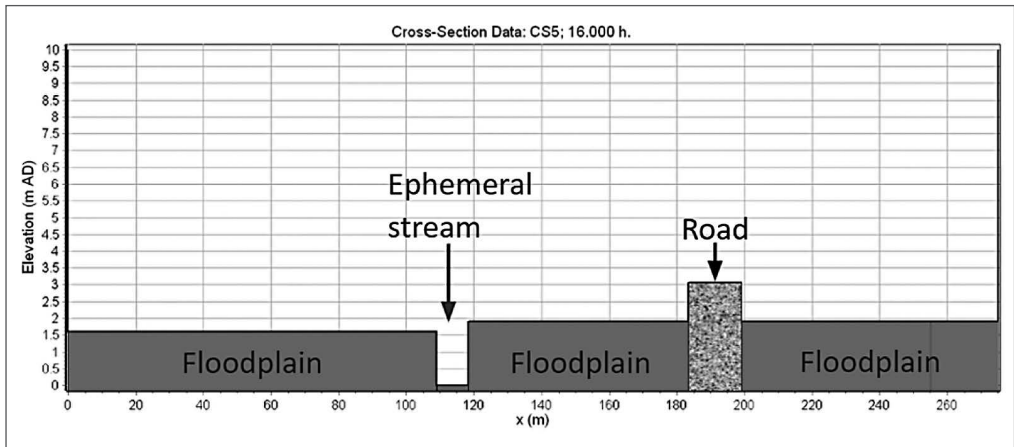 Cross-Section Data: CS5; 16.000 h.
Elevation (m AD)
10
9.5
9
8.5
8
7.5
7
6.5
6
5.5
5
4.5
4
3.5
3
2.5
2
1.5
1
0.5
0
Ephemeral
stream
Road
Floodplain
Floodplain
Floodplain
0 20 40 60 80 100 120 140 160 180 200 220 240 260
x (m)